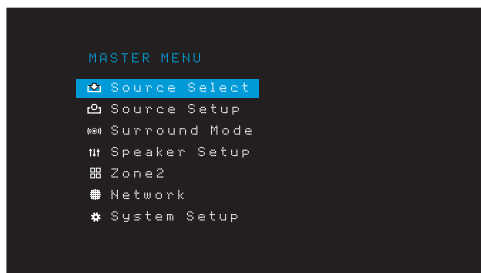 MASTER MENU
Source Select
Source Setup
Surround Mode
Speaker Setup
Zone2
Network
System Setup